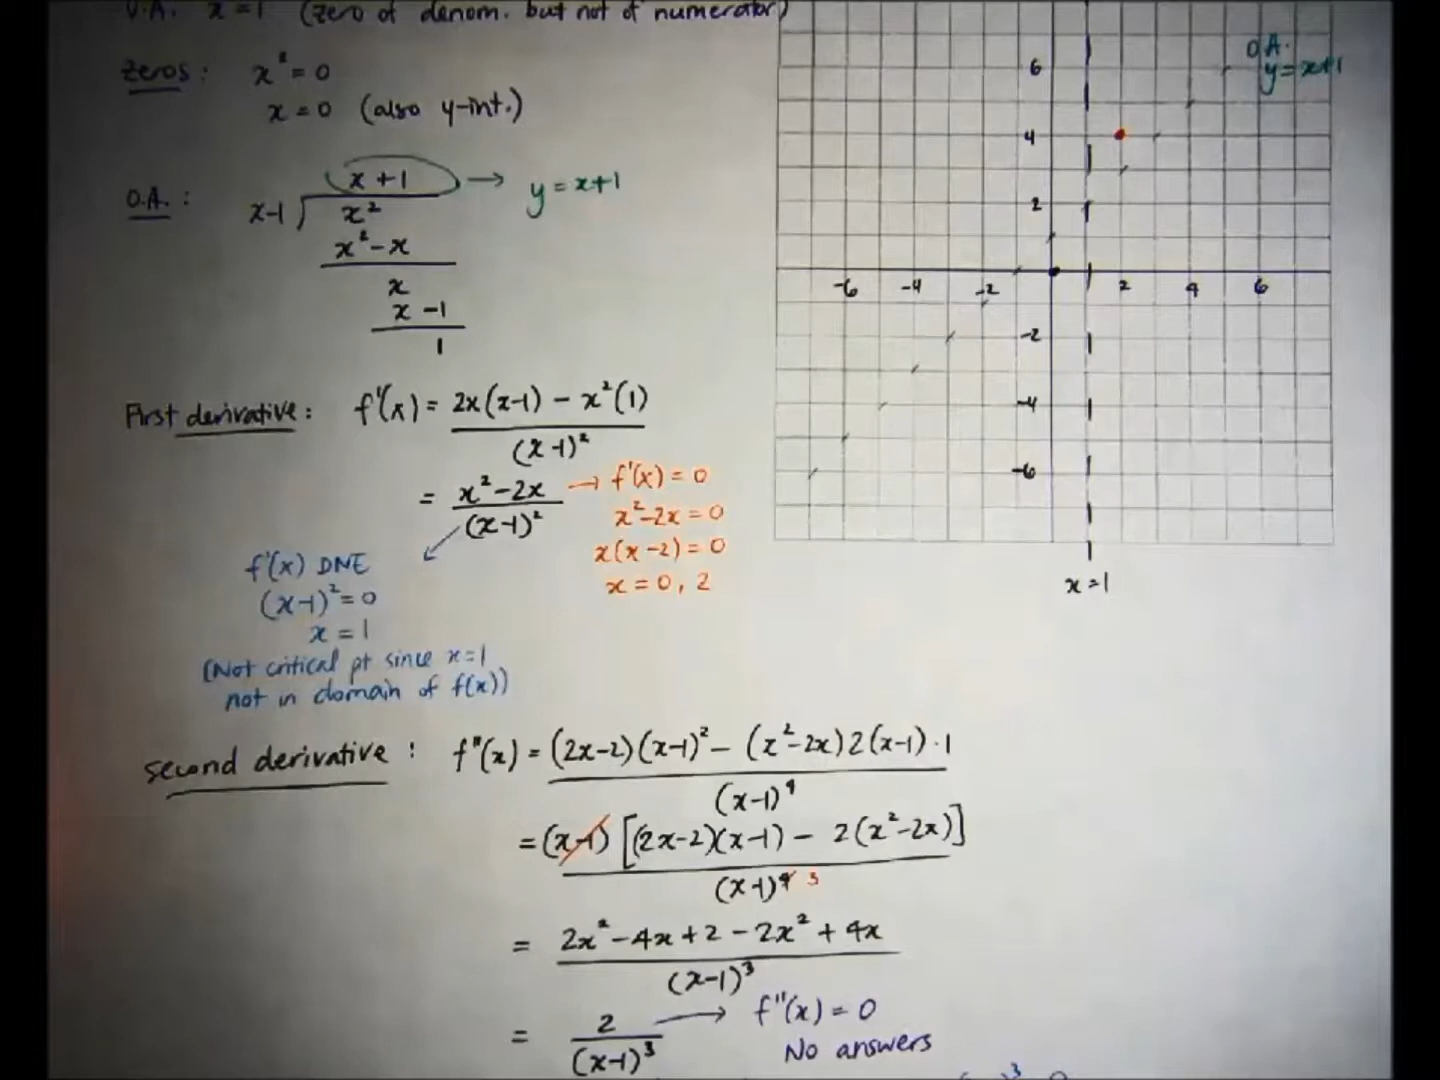 V.A. x = 1 (zero of denom. but not of numerator)
zeros: x² = 0
x = 0 (also y-int.)
O.A.: x-1 x + 1 → y = x+1
x²
x² - x
x
x - 1
1
First derivative: f'(x) = 2x(x-1) - x²(1)
(x-1)²
= x² - 2x → f'(x) = 0
(x-1)² x²-2x = 0
x(x-2) = 0
x = 0, 2
f'(x) DNE
(x-1)² = 0
x = 1
(Not critical pt since x=1
not in domain of f(x))
second derivative: f"(x) = (2x-2)(x-1)² - (x²-2x)2(x-1)·1
(x-1)⁴
= (x-1) [(2x-2)(x-1) - 2(x²-2x)]
(x-1)⁴ 3
= 2x² - 4x + 2 - 2x² + 4x
(x-1)³
= 2 → f"(x) = 0
(x-1)³ No answers
O.A.
y = x+1
6
4
2
-6 -4 -2 2 4 6
-2
-4
-6
x = 1